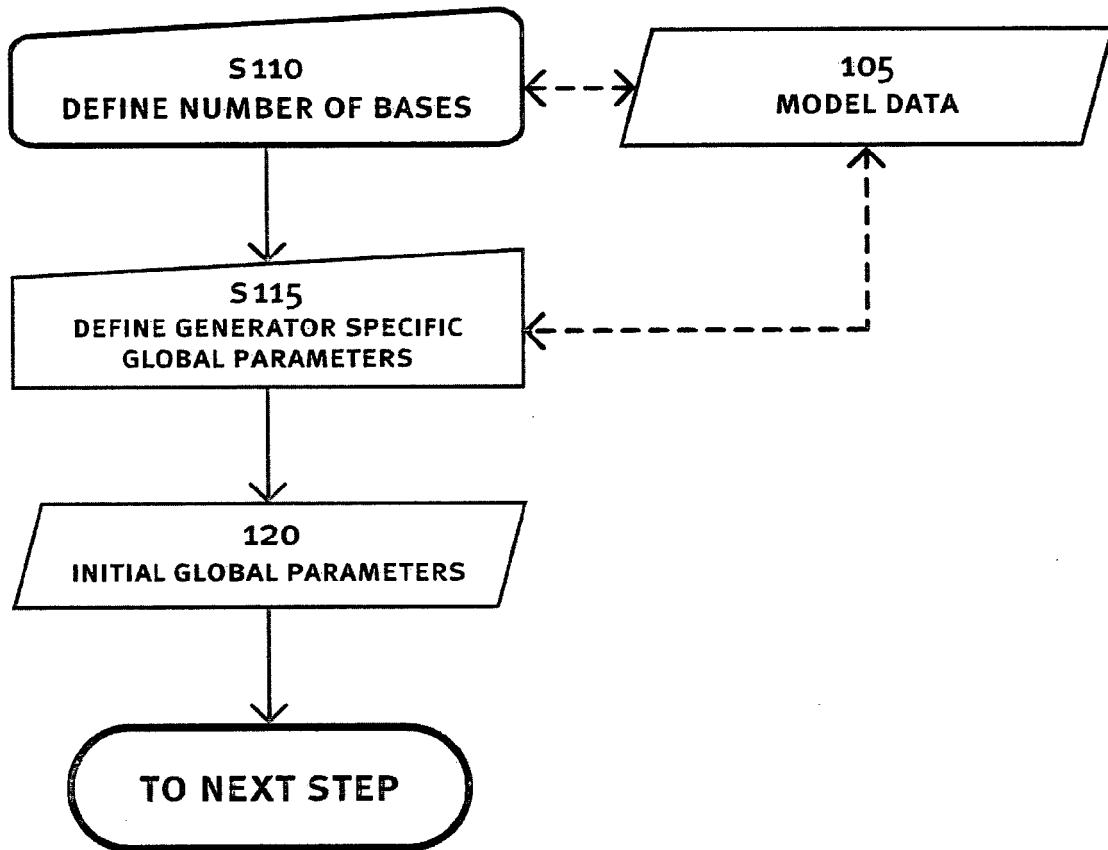 S110
DEFINE NUMBER OF BASES
105
MODEL DATA
S115
DEFINE GENERATOR SPECIFIC
GLOBAL PARAMETERS
120
INITIAL GLOBAL PARAMETERS
TO NEXT STEP